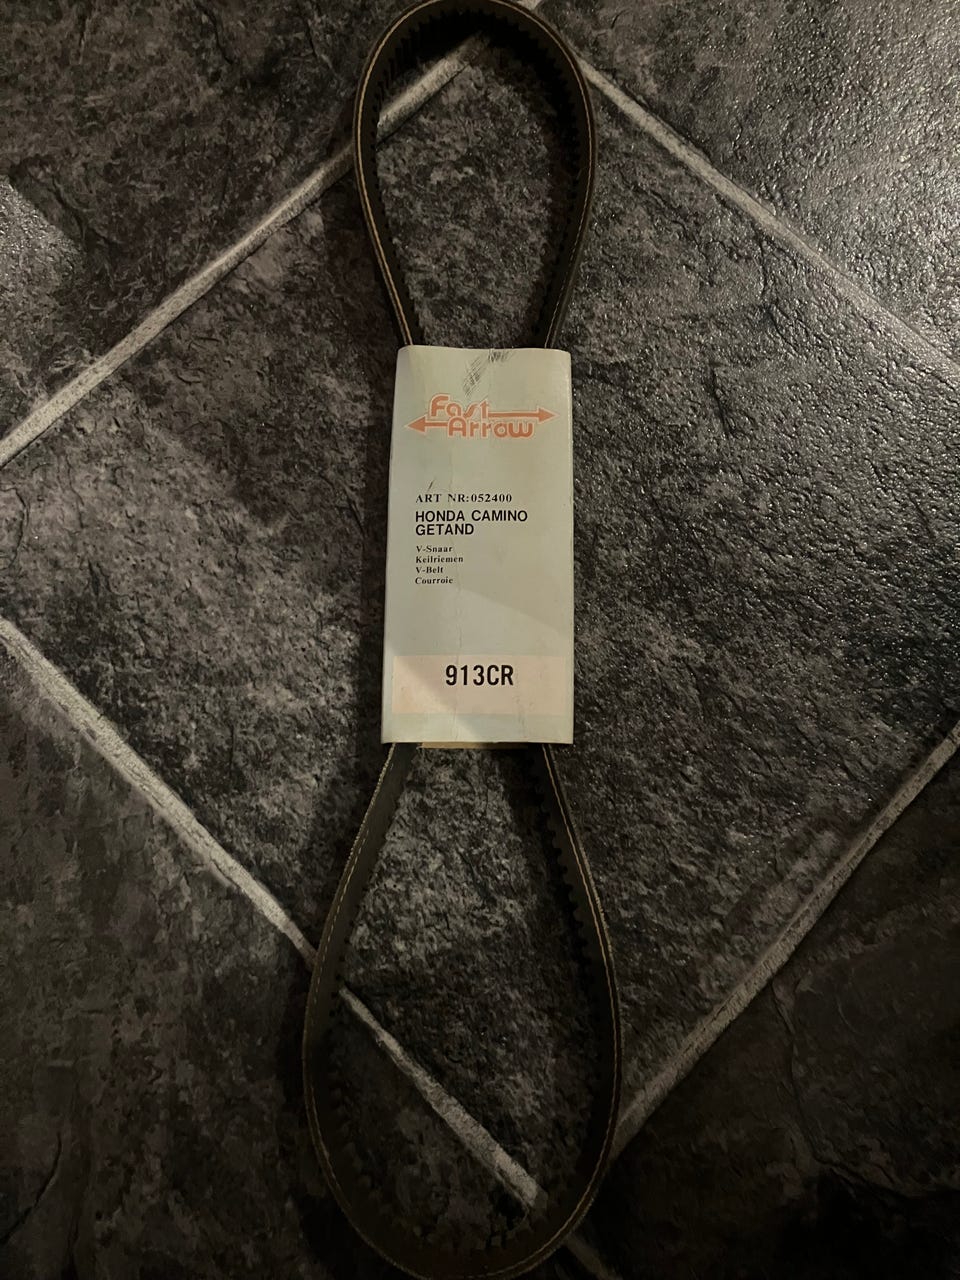 Fast
Arrow
ART NR:052400
HONDA CAMINO
GETAND
V-Snaar
Keilriemen
V-Belt
Courroie
913CR